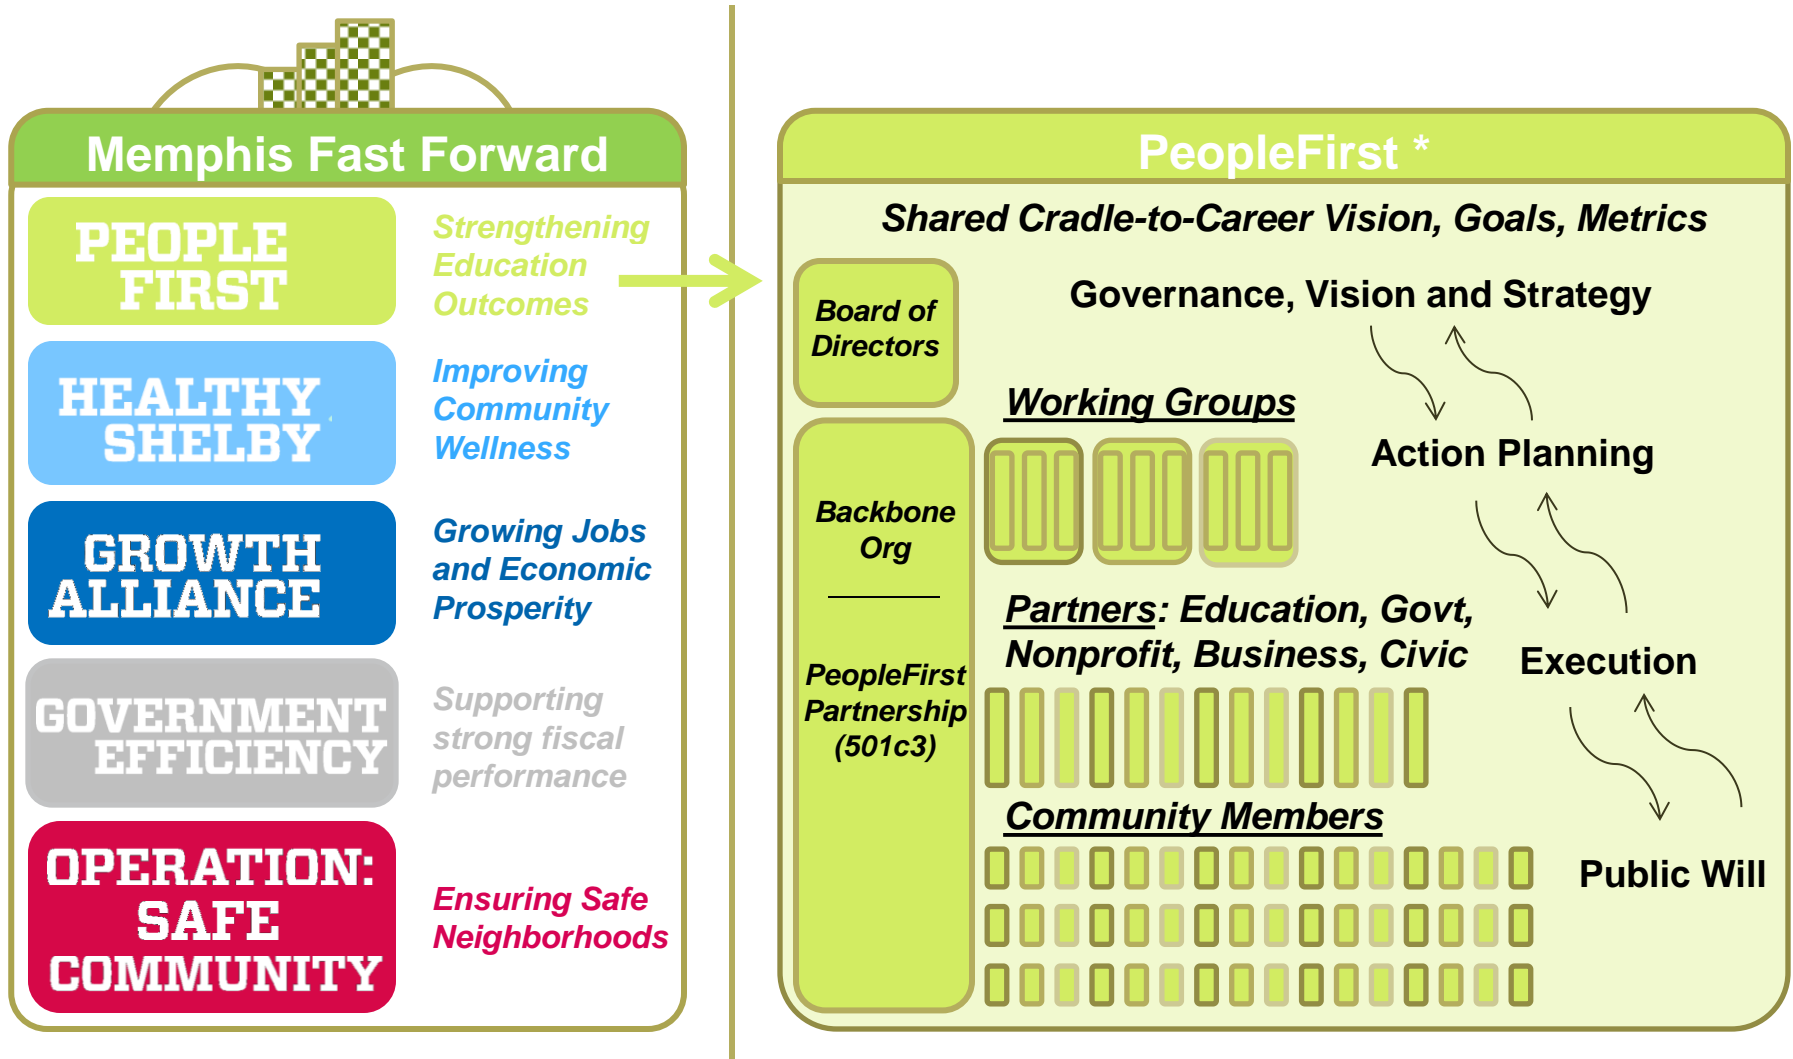 Memphis Fast Forward
PEOPLE
FIRST
Strengthening
Education
Outcomes
HEALTHY
SHELBY
Improving
Community
Wellness
GROWTH
ALLIANCE
Growing Jobs
and Economic
Prosperity
GOVERNMENT
EFFICIENCY
Supporting
strong fiscal
performance
OPERATION:
SAFE
COMMUNITY
Ensuring Safe
Neighborhoods
PeopleFirst *
Shared Cradle-to-Career Vision, Goals, Metrics
Board of
Directors
Governance, Vision and Strategy
Working Groups
Action Planning
Backbone
Org
PeopleFirst
Partnership
(501c3)
Partners: Education, Govt,
Nonprofit, Business, Civic
Execution
Community Members
Public Will